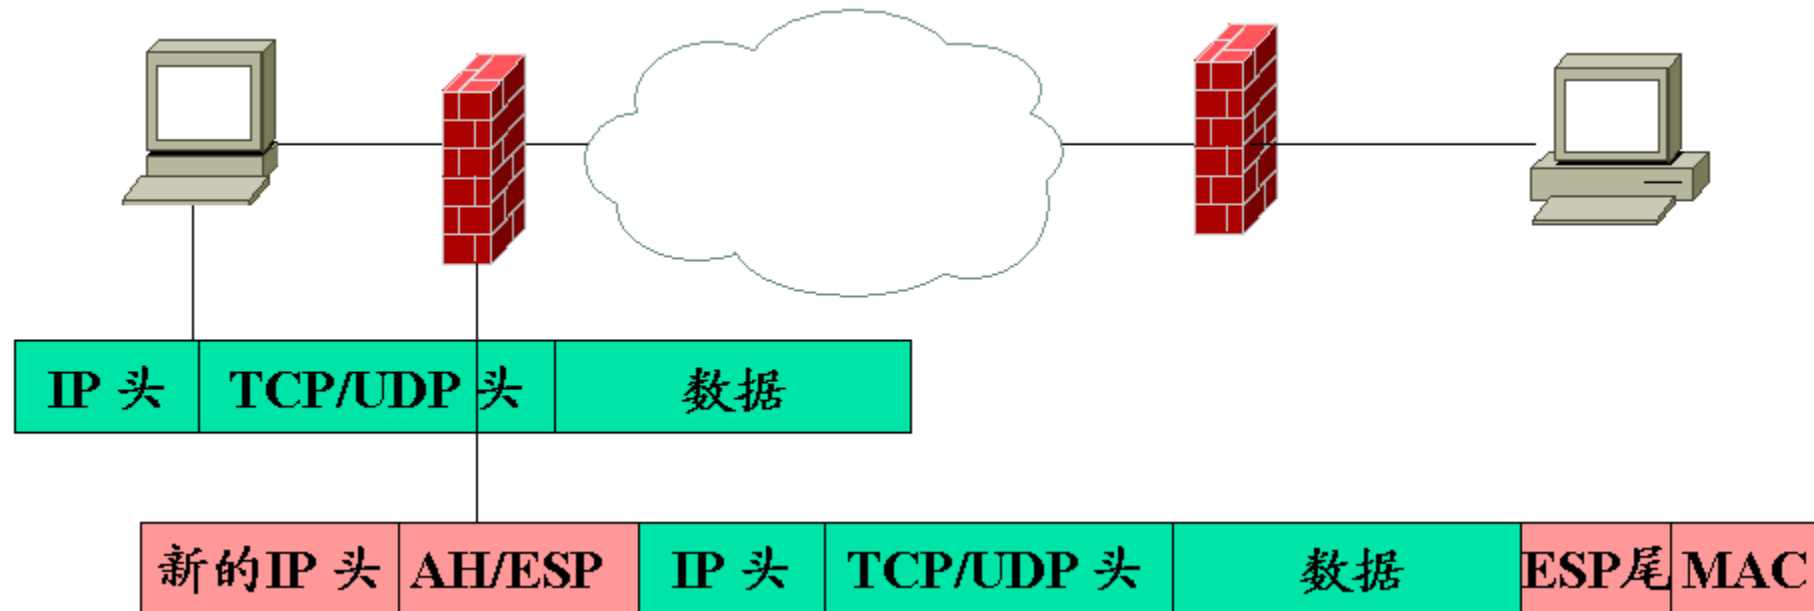 IP 头 TCP/UDP 头 数据
新的IP 头 AH/ESP IP 头 TCP/UDP 头 数据 ESP尾 MAC